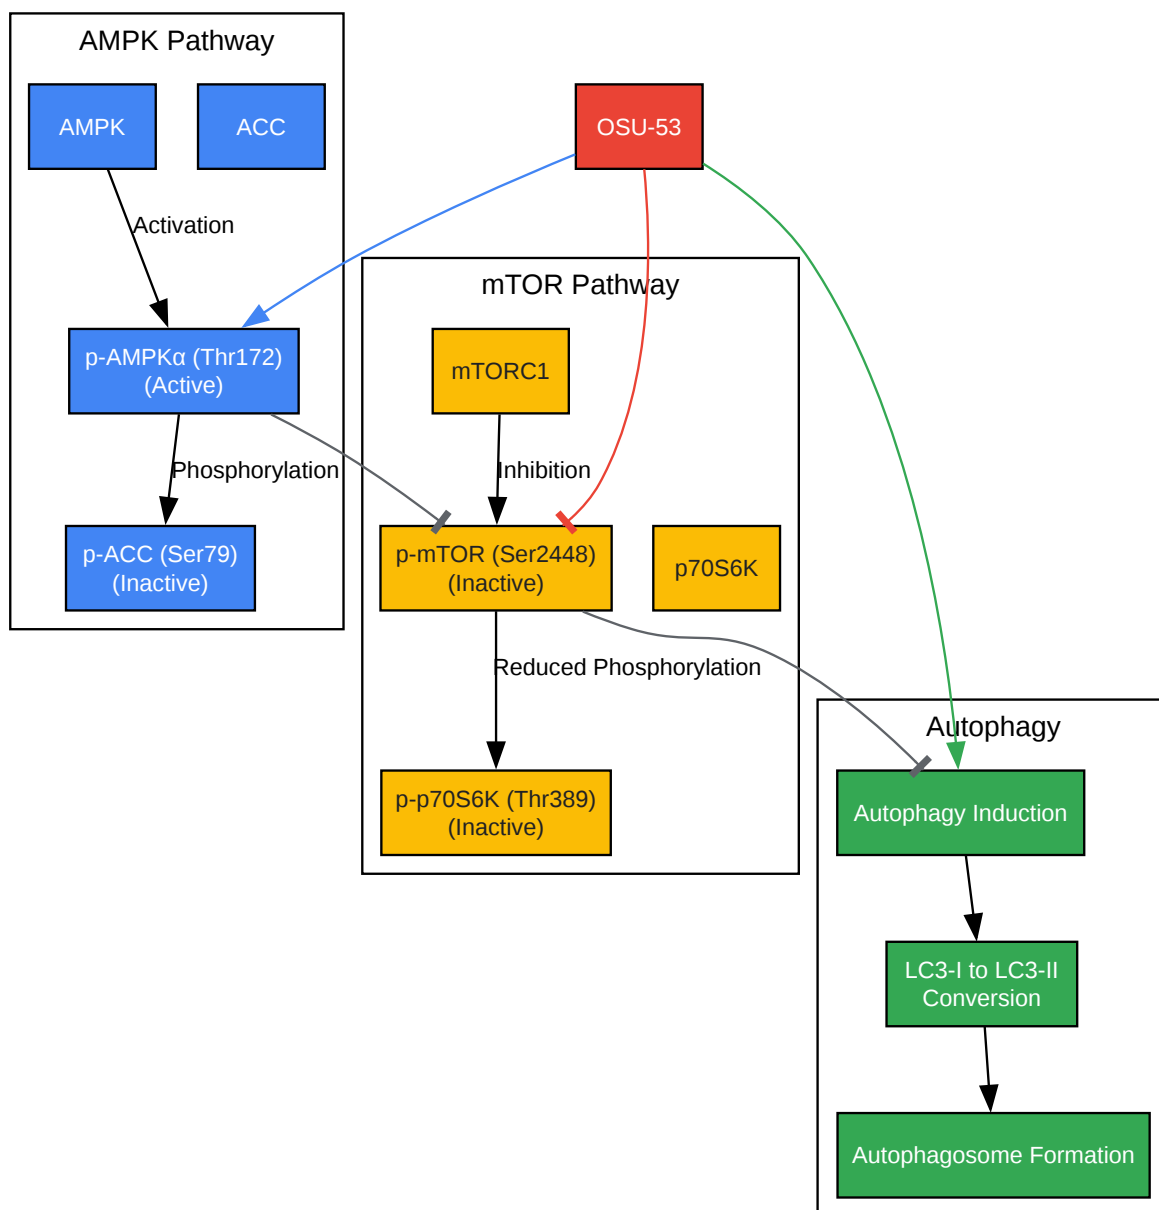 AMPK Pathway
AMPK
ACC
OSU-53
Activation
mTOR Pathway
p-AMPKα (Thr172)
(Active)
mTORC1
Phosphorylation
Inhibition
p-ACC (Ser79)
(Inactive)
p-mTOR (Ser2448)
(Inactive)
p70S6K
Reduced Phosphorylation
Autophagy
p-p70S6K (Thr389)
(Inactive)
Autophagy Induction
LC3-I to LC3-II
Conversion
Autophagosome Formation